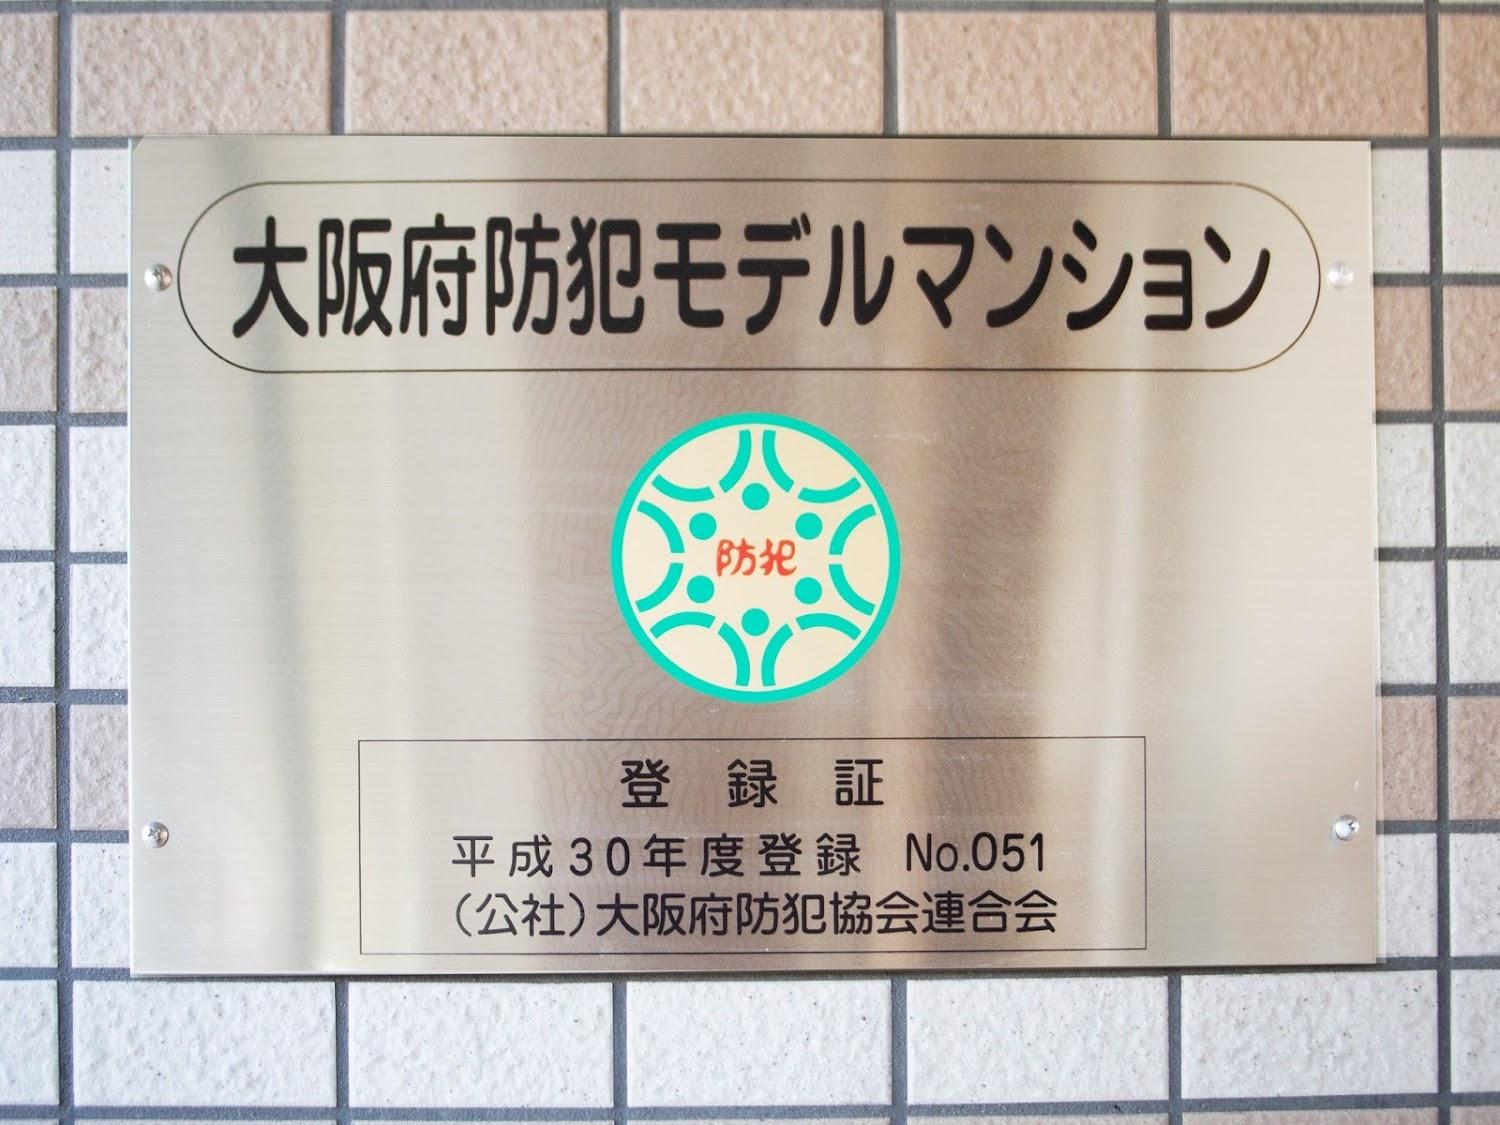 大阪府防犯モデルマンション
防犯
登録証
平成30年度登録 No.051
(公社)大阪府防犯協会連合会